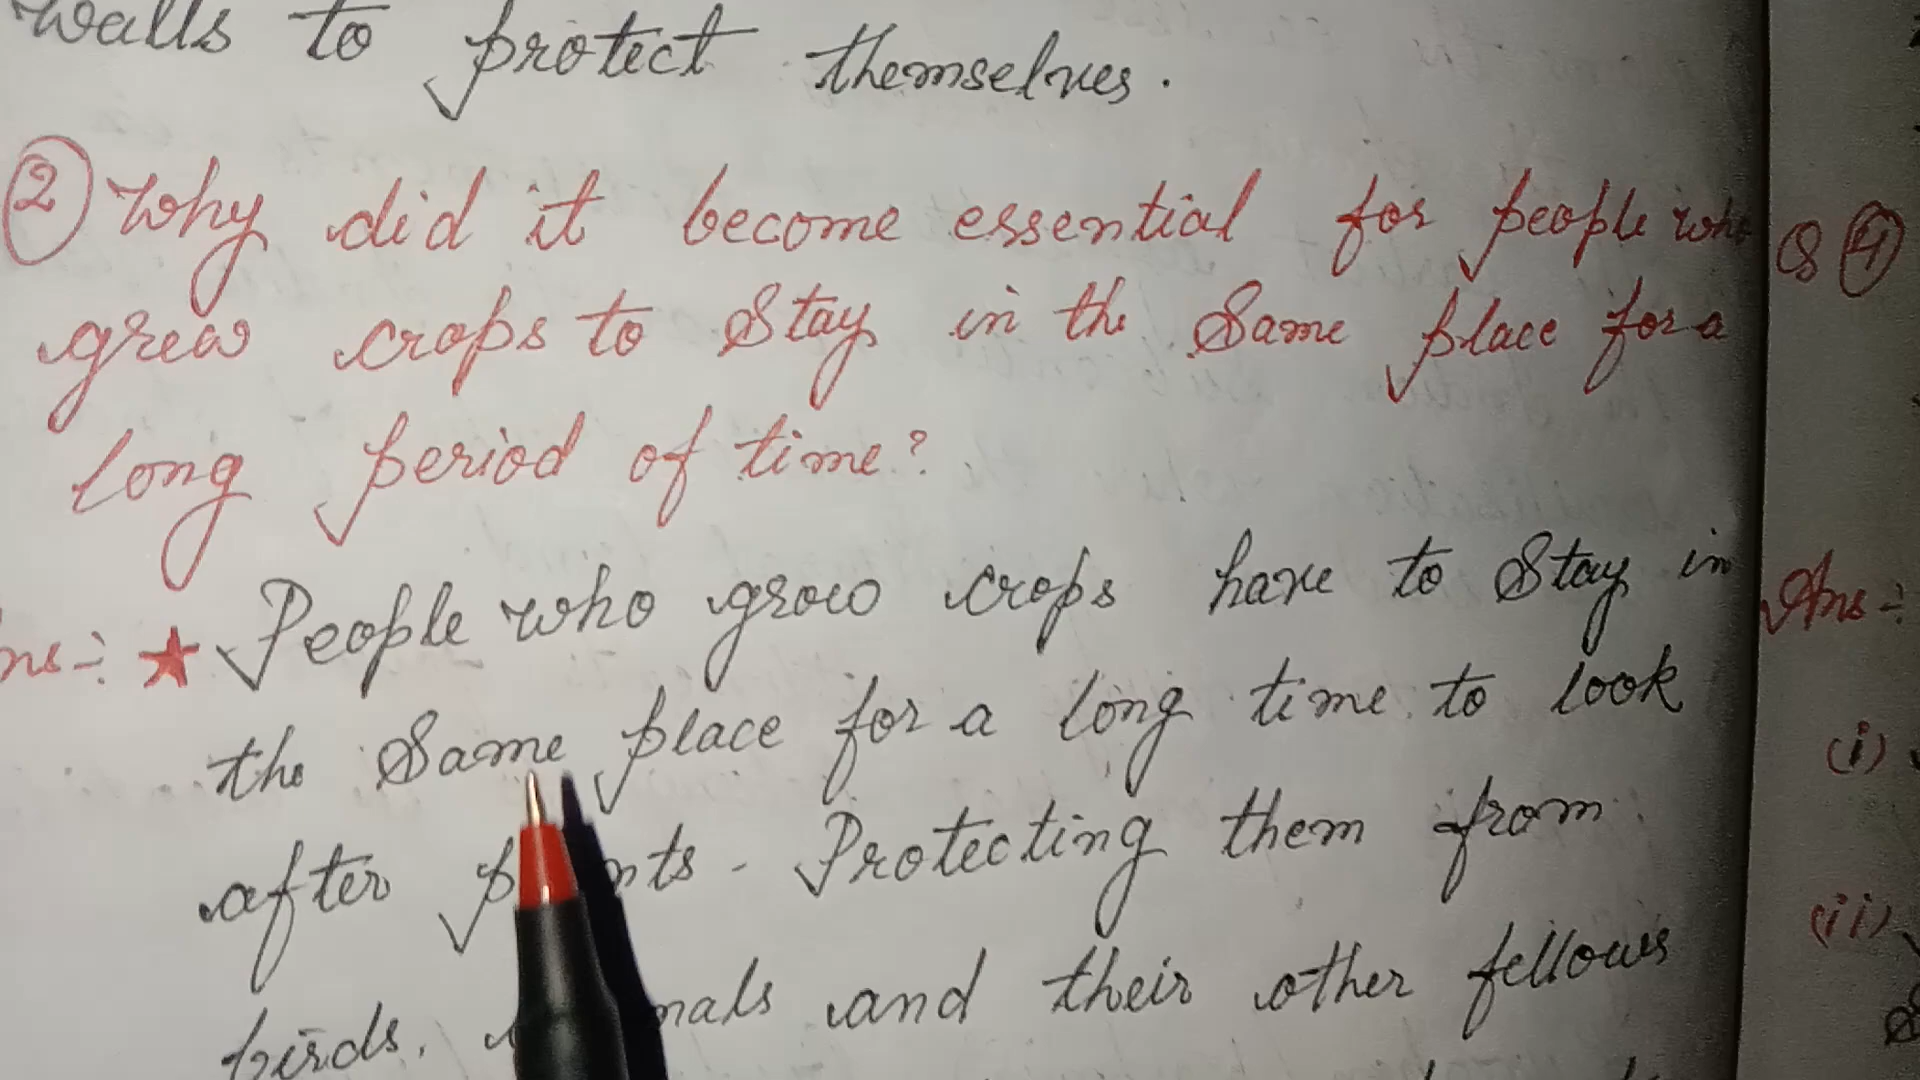 walls to protect themselves.
② Why did it become essential for people who
grew crops to Stay in the Same place for a
long period of time?
Ans:- ★ People who grow crops have to Stay in
the Same place for a long time. to look
after - Protecting them from
birds, and their other fellows
Q ④
Ans:-
(i)
(ii)